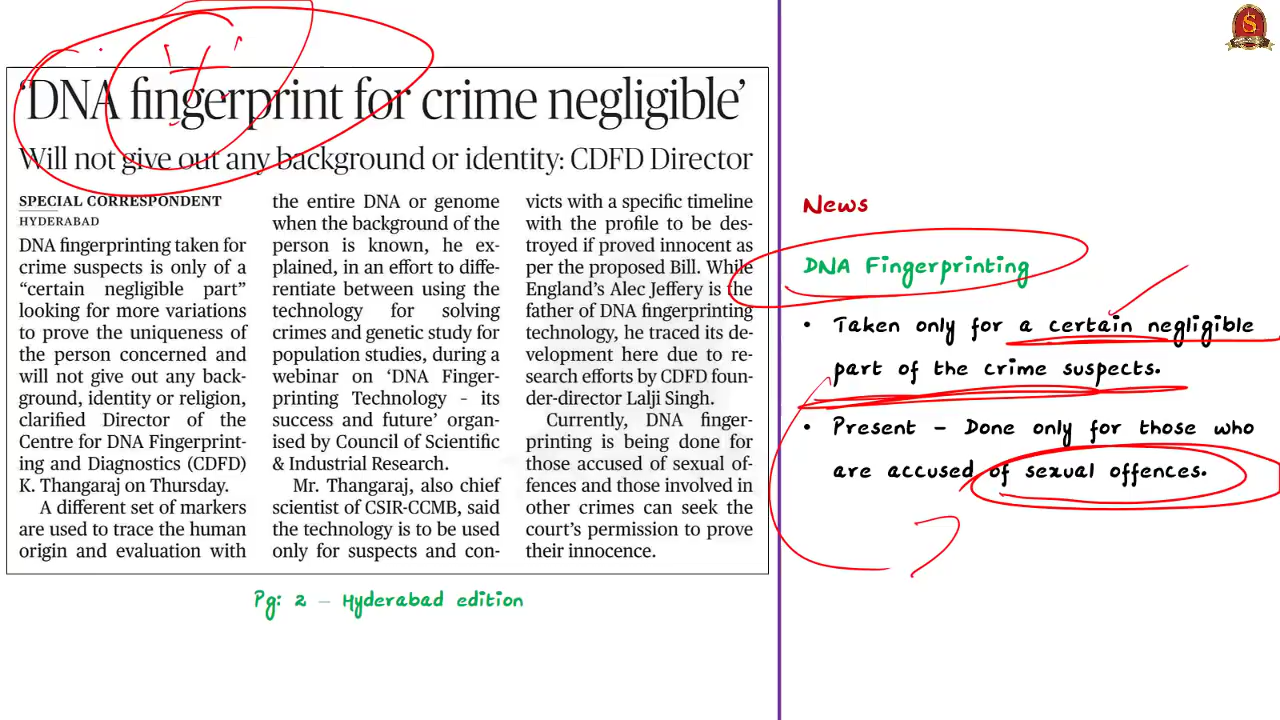 ‘DNA fingerprint for crime negligible’
Will not give out any background or identity: CDFD Director
SPECIAL CORRESPONDENT
HYDERABAD
DNA fingerprinting taken for
crime suspects is only of a
“certain negligible part”
looking for more variations
to prove the uniqueness of
the person concerned and
will not give out any back-
ground, identity or religion,
clarified Director of the
Centre for DNA Fingerprint-
ing and Diagnostics (CDFD)
K. Thangaraj on Thursday.
A different set of markers
are used to trace the human
origin and evaluation with
the entire DNA or genome
when the background of the
person is known, he ex-
plained, in an effort to diffe-
rentiate between using the
technology for solving
crimes and genetic study for
population studies, during a
webinar on ‘DNA Finger-
printing Technology - its
success and future’ organ-
ised by Council of Scientific
& Industrial Research.
Mr. Thangaraj, also chief
scientist of CSIR-CCMB, said
the technology is to be used
only for suspects and con-
victs with a specific timeline
with the profile to be des-
troyed if proved innocent as
per the proposed Bill. While
England’s Alec Jeffery is the
father of DNA fingerprinting
technology, he traced its de-
velopment here due to re-
search efforts by CDFD foun-
der-director Lalji Singh.
Currently, DNA finger-
printing is being done for
those accused of sexual of-
fences and those involved in
other crimes can seek the
court’s permission to prove
their innocence.
Pg: 2 – Hyderabad edition
News
DNA Fingerprinting
• Taken only for a certain negligible
part of the crime suspects.
• Present – Done only for those who
are accused of sexual offences.